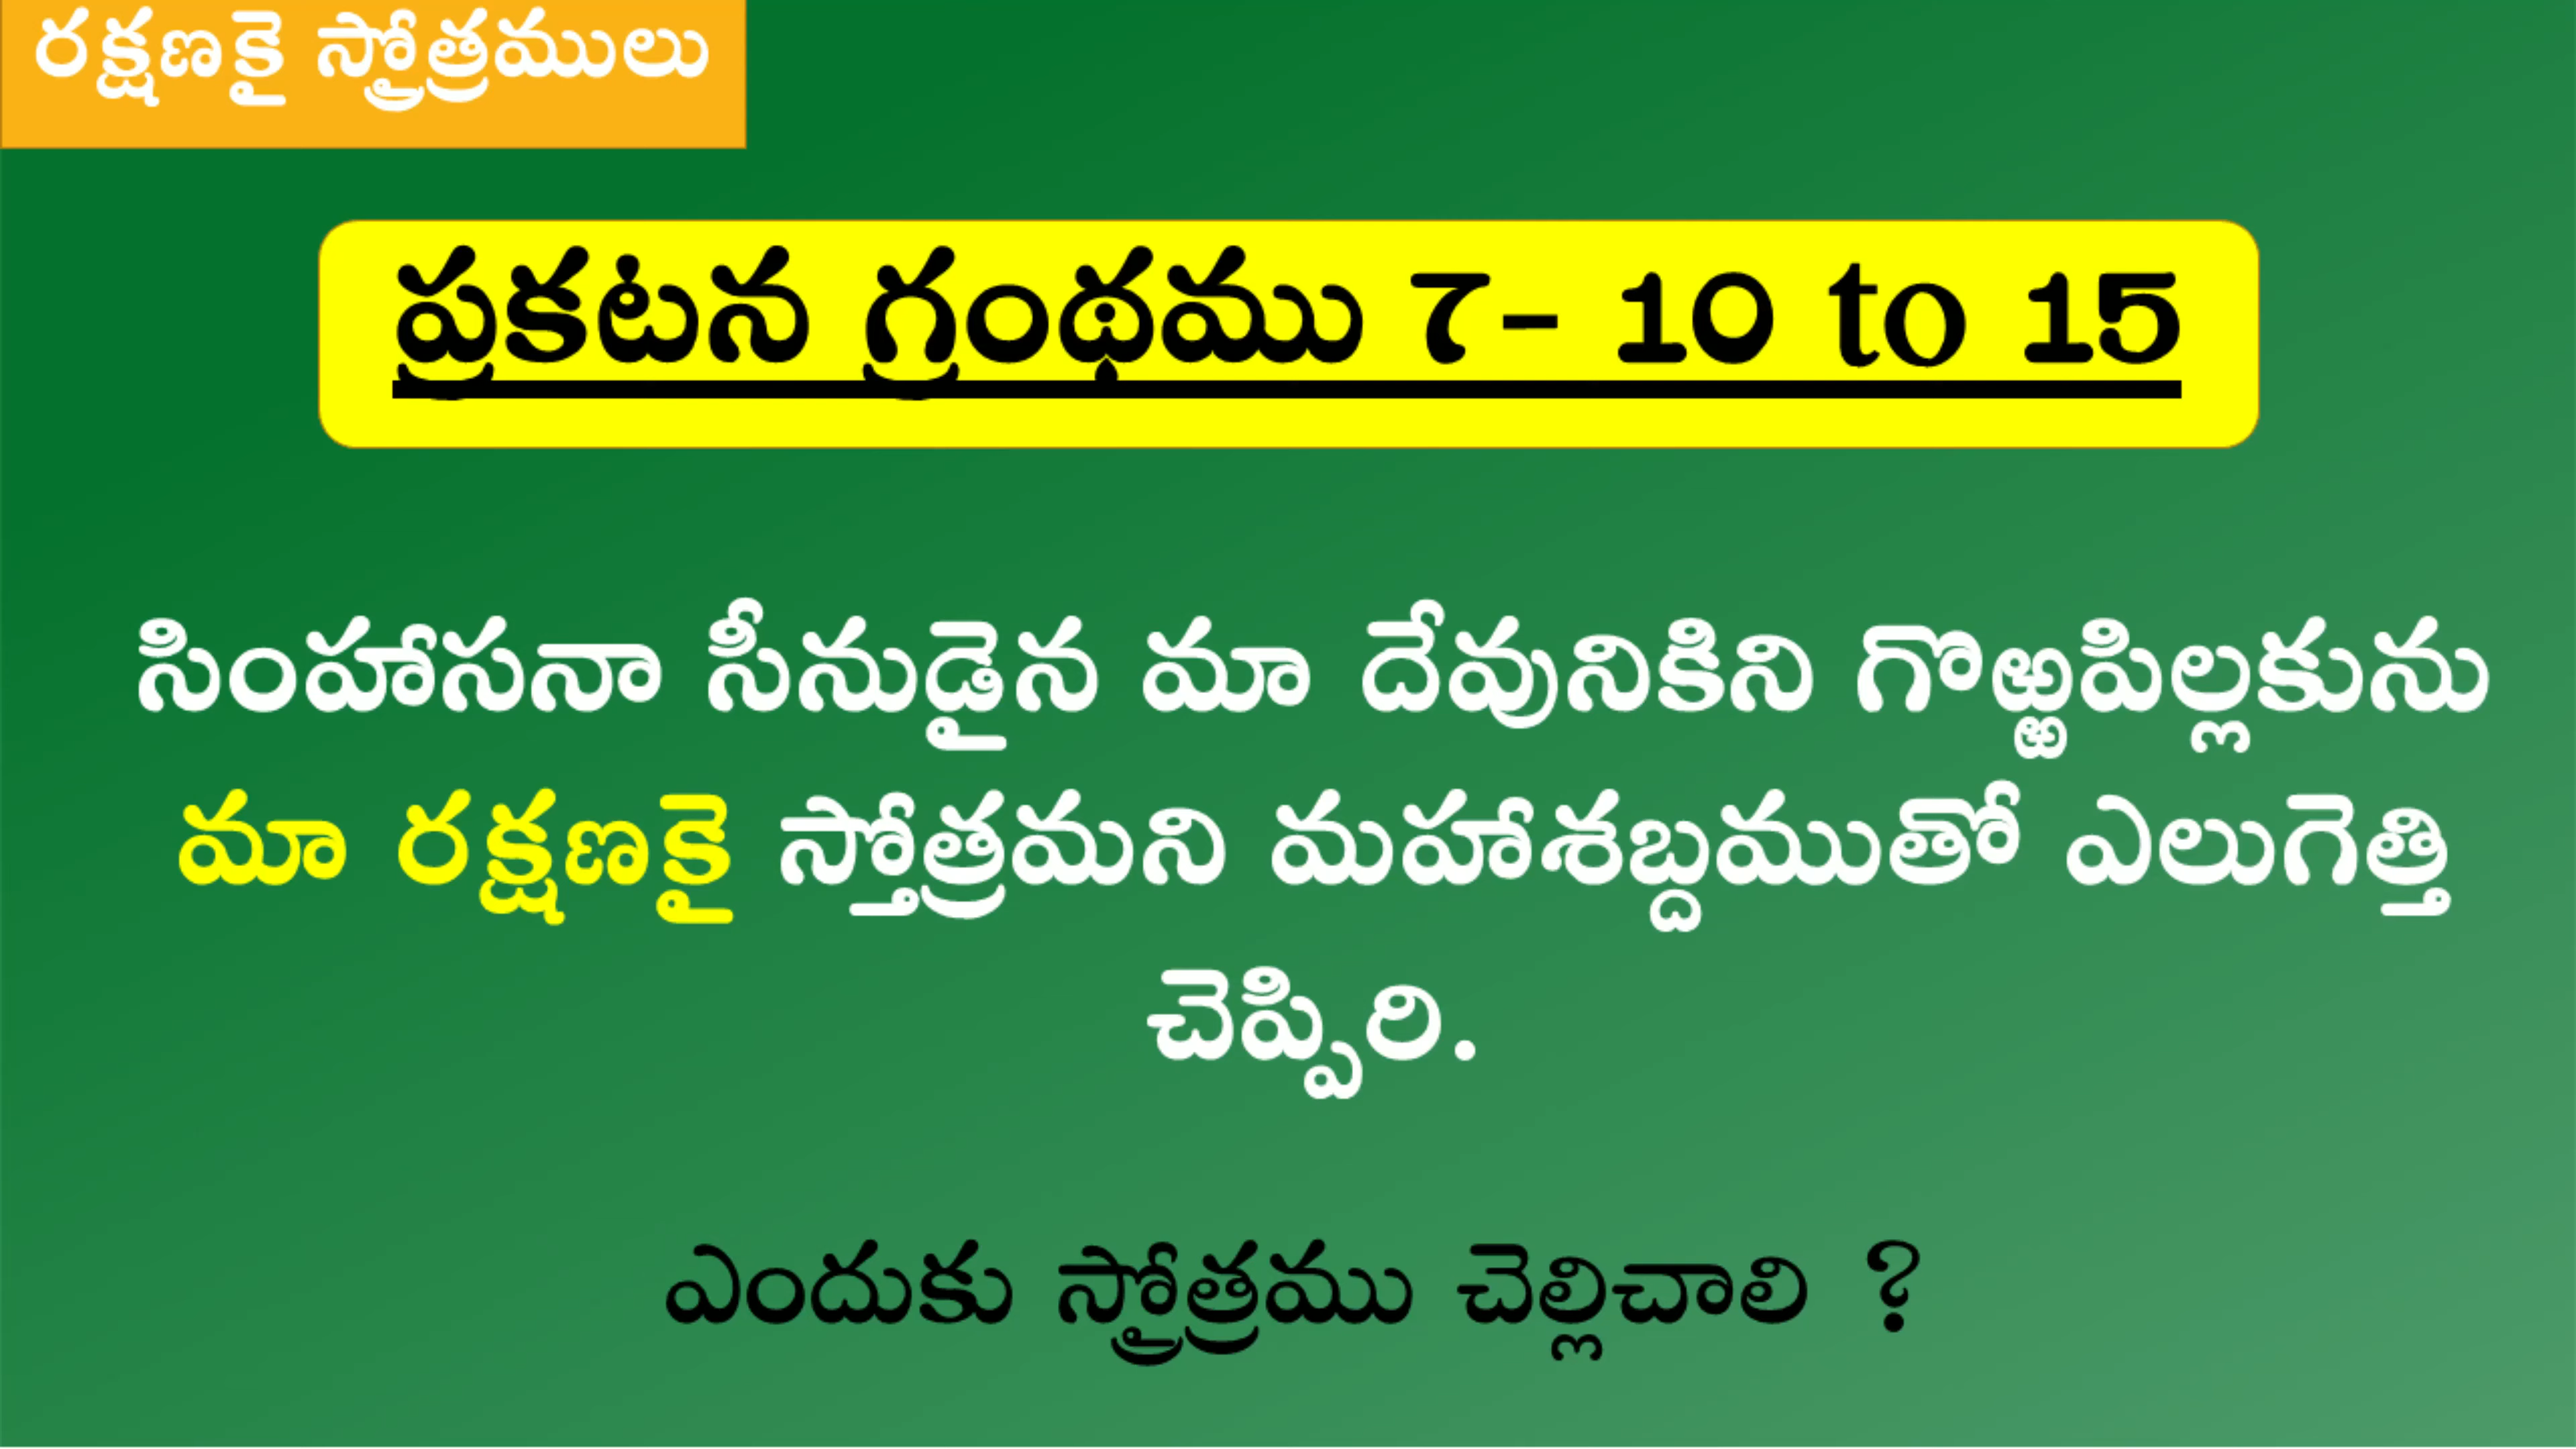 రక్షణకై స్త్రోత్రములు
ప్రకటన గ్రంథము 7- 10 to 15
సింహాసనా సీనుడైన మా దేవునికిని గొఱ్ఱపిల్లకును
మా రక్షణకై స్తోత్రమని మహాశబ్దముతో ఎలుగెత్తి
చెప్పిరి.
ఎందుకు స్త్రోత్రము చెల్లిచాలి ?